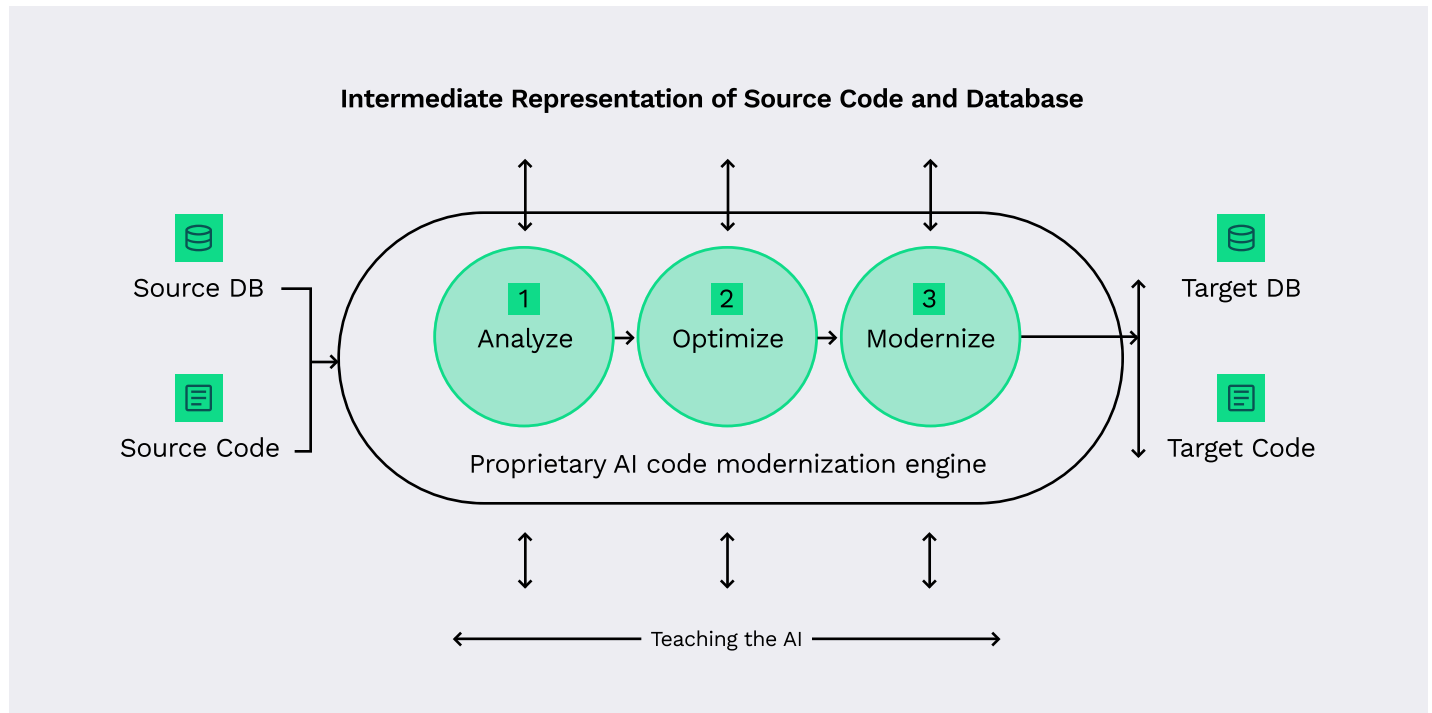 Intermediate Representation of Source Code and Database
Source DB
Source Code
1
Analyze
2
Optimize
3
Modernize
Proprietary AI code modernization engine
Target DB
Target Code
Teaching the AI